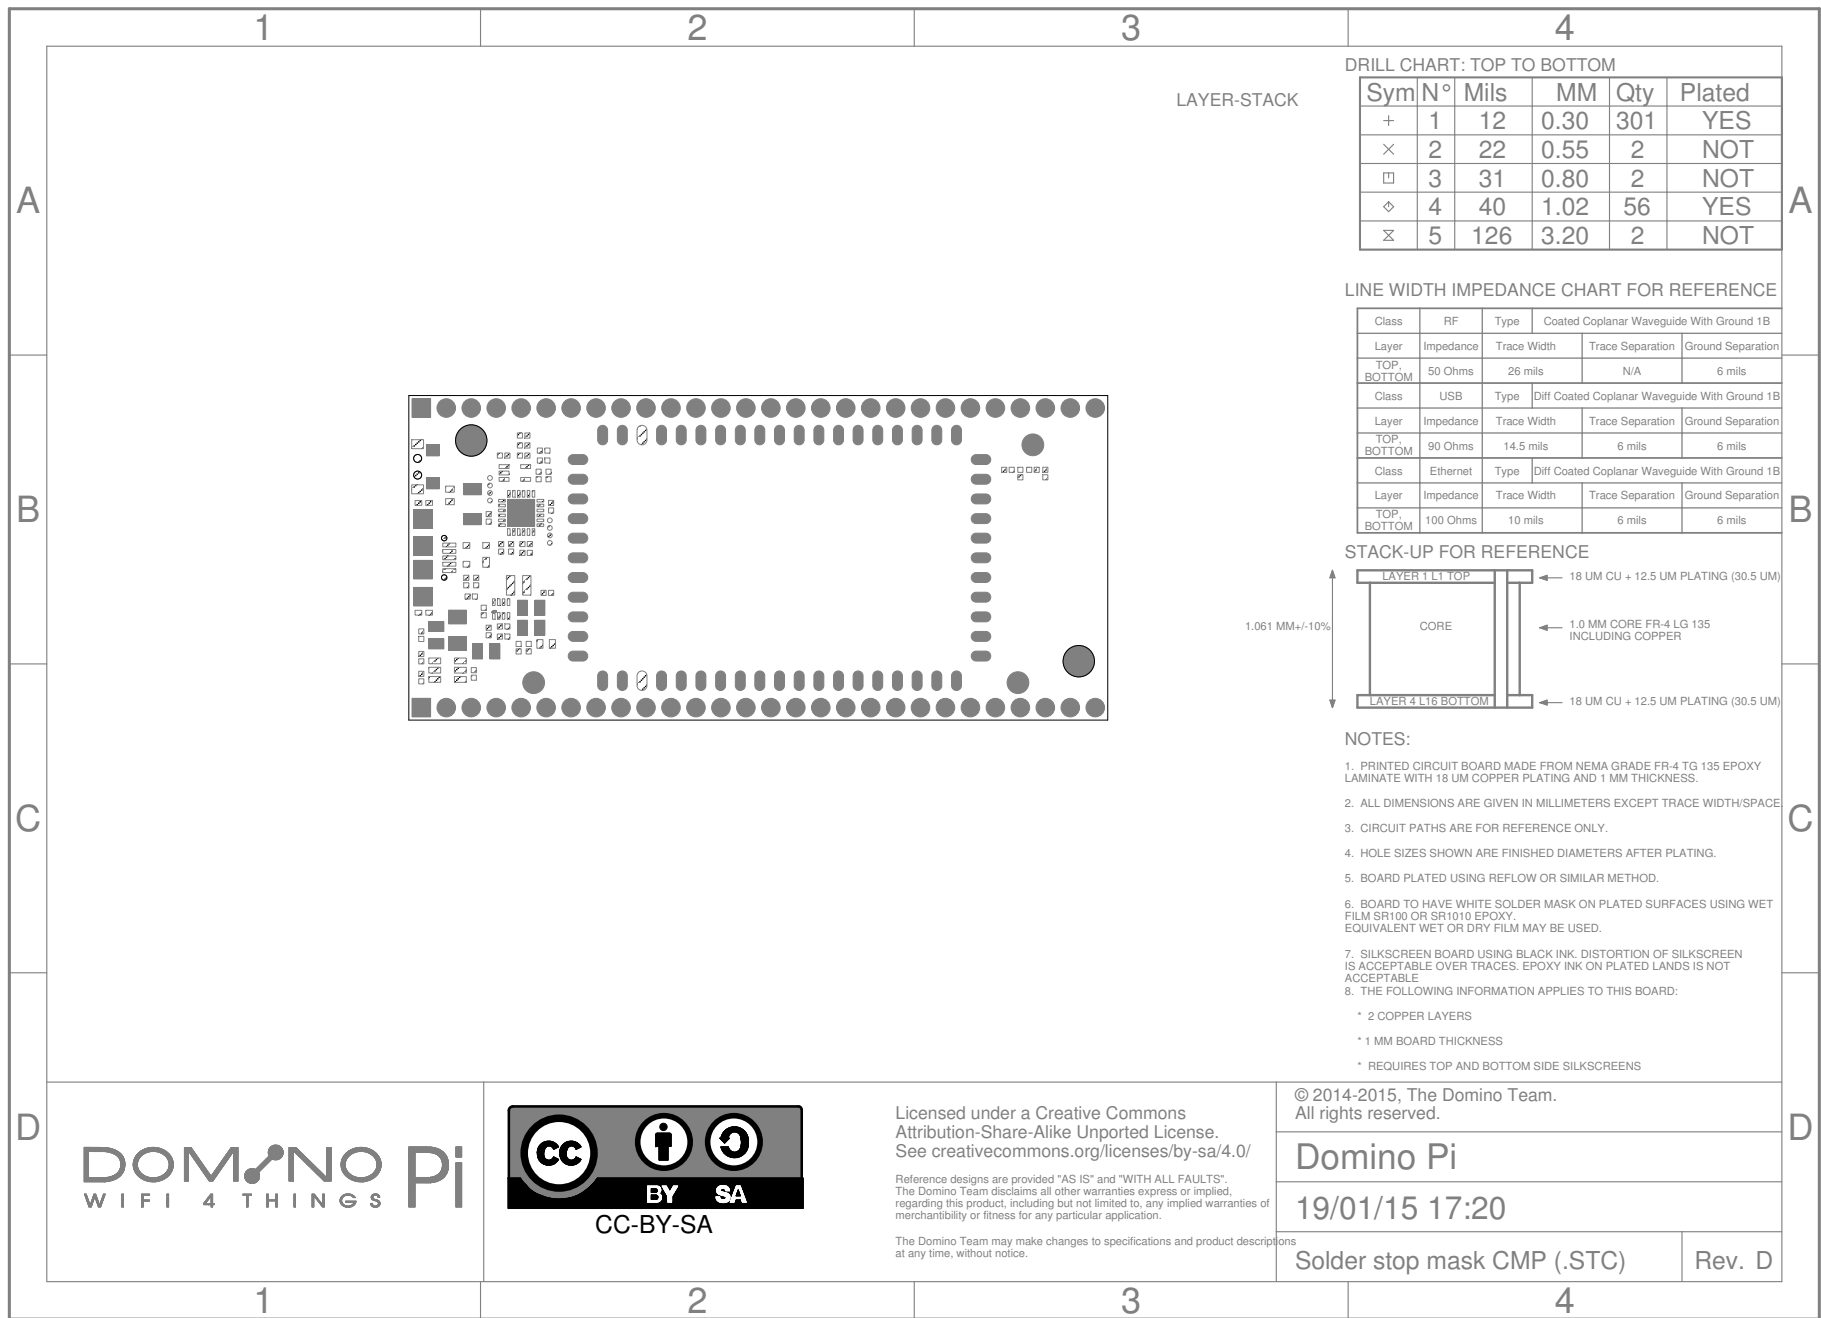 1 2 3 4
A
B
C
D
LAYER-STACK
DRILL CHART: TOP TO BOTTOM
Sym N° Mils MM Qty Plated
+ 1 12 0.30 301 YES
× 2 22 0.55 2 NOT
3 31 0.80 2 NOT
4 40 1.02 56 YES
5 126 3.20 2 NOT
A
B
C
D
LINE WIDTH IMPEDANCE CHART FOR REFERENCE
Class RF Type Coated Coplanar Waveguide With Ground 1B
Layer Impedance Trace Width Trace Separation Ground Separation
TOP, BOTTOM 50 Ohms 26 mils N/A 6 mils
Class USB Type Diff Coated Coplanar Waveguide With Ground 1B
Layer Impedance Trace Width Trace Separation Ground Separation
TOP, BOTTOM 90 Ohms 14.5 mils 6 mils 6 mils
Class Ethernet Type Diff Coated Coplanar Waveguide With Ground 1B
Layer Impedance Trace Width Trace Separation Ground Separation
TOP, BOTTOM 100 Ohms 10 mils 6 mils 6 mils
STACK-UP FOR REFERENCE
LAYER 1 L1 TOP
18 UM CU + 12.5 UM PLATING (30.5 UM)
1.061 MM+/-10%
CORE
1.0 MM CORE FR-4 LG 135
INCLUDING COPPER
LAYER 4 L16 BOTTOM
18 UM CU + 12.5 UM PLATING (30.5 UM)
NOTES:
1. PRINTED CIRCUIT BOARD MADE FROM NEMA GRADE FR-4 TG 135 EPOXY
LAMINATE WITH 18 UM COPPER PLATING AND 1 MM THICKNESS.
2. ALL DIMENSIONS ARE GIVEN IN MILLIMETERS EXCEPT TRACE WIDTH/SPACE
3. CIRCUIT PATHS ARE FOR REFERENCE ONLY.
4. HOLE SIZES SHOWN ARE FINISHED DIAMETERS AFTER PLATING.
5. BOARD PLATED USING REFLOW OR SIMILAR METHOD.
6. BOARD TO HAVE WHITE SOLDER MASK ON PLATED SURFACES USING WET
FILM SR100 OR SR1010 EPOXY.
EQUIVALENT WET OR DRY FILM MAY BE USED.
7. SILKSCREEN BOARD USING BLACK INK. DISTORTION OF SILKSCREEN
IS ACCEPTABLE OVER TRACES. EPOXY INK ON PLATED LANDS IS NOT
ACCEPTABLE
8. THE FOLLOWING INFORMATION APPLIES TO THIS BOARD:
* 2 COPPER LAYERS
* 1 MM BOARD THICKNESS
* REQUIRES TOP AND BOTTOM SIDE SILKSCREENS
DOMINO Pi
WIFI 4 THINGS
cc
BY SA
CC-BY-SA
Licensed under a Creative Commons
Attribution-Share-Alike Unported License.
See creativecommons.org/licenses/by-sa/4.0/
Reference designs are provided "AS IS" and "WITH ALL FAULTS".
The Domino Team disclaims all other warranties express or implied,
regarding this product, including but not limited to, any implied warranties of
merchantibility or fitness for any particular application.
The Domino Team may make changes to specifications and product descriptions
at any time, without notice.
© 2014-2015, The Domino Team.
All rights reserved.
Domino Pi
19/01/15 17:20
Solder stop mask CMP (.STC) Rev. D
1 2 3 4